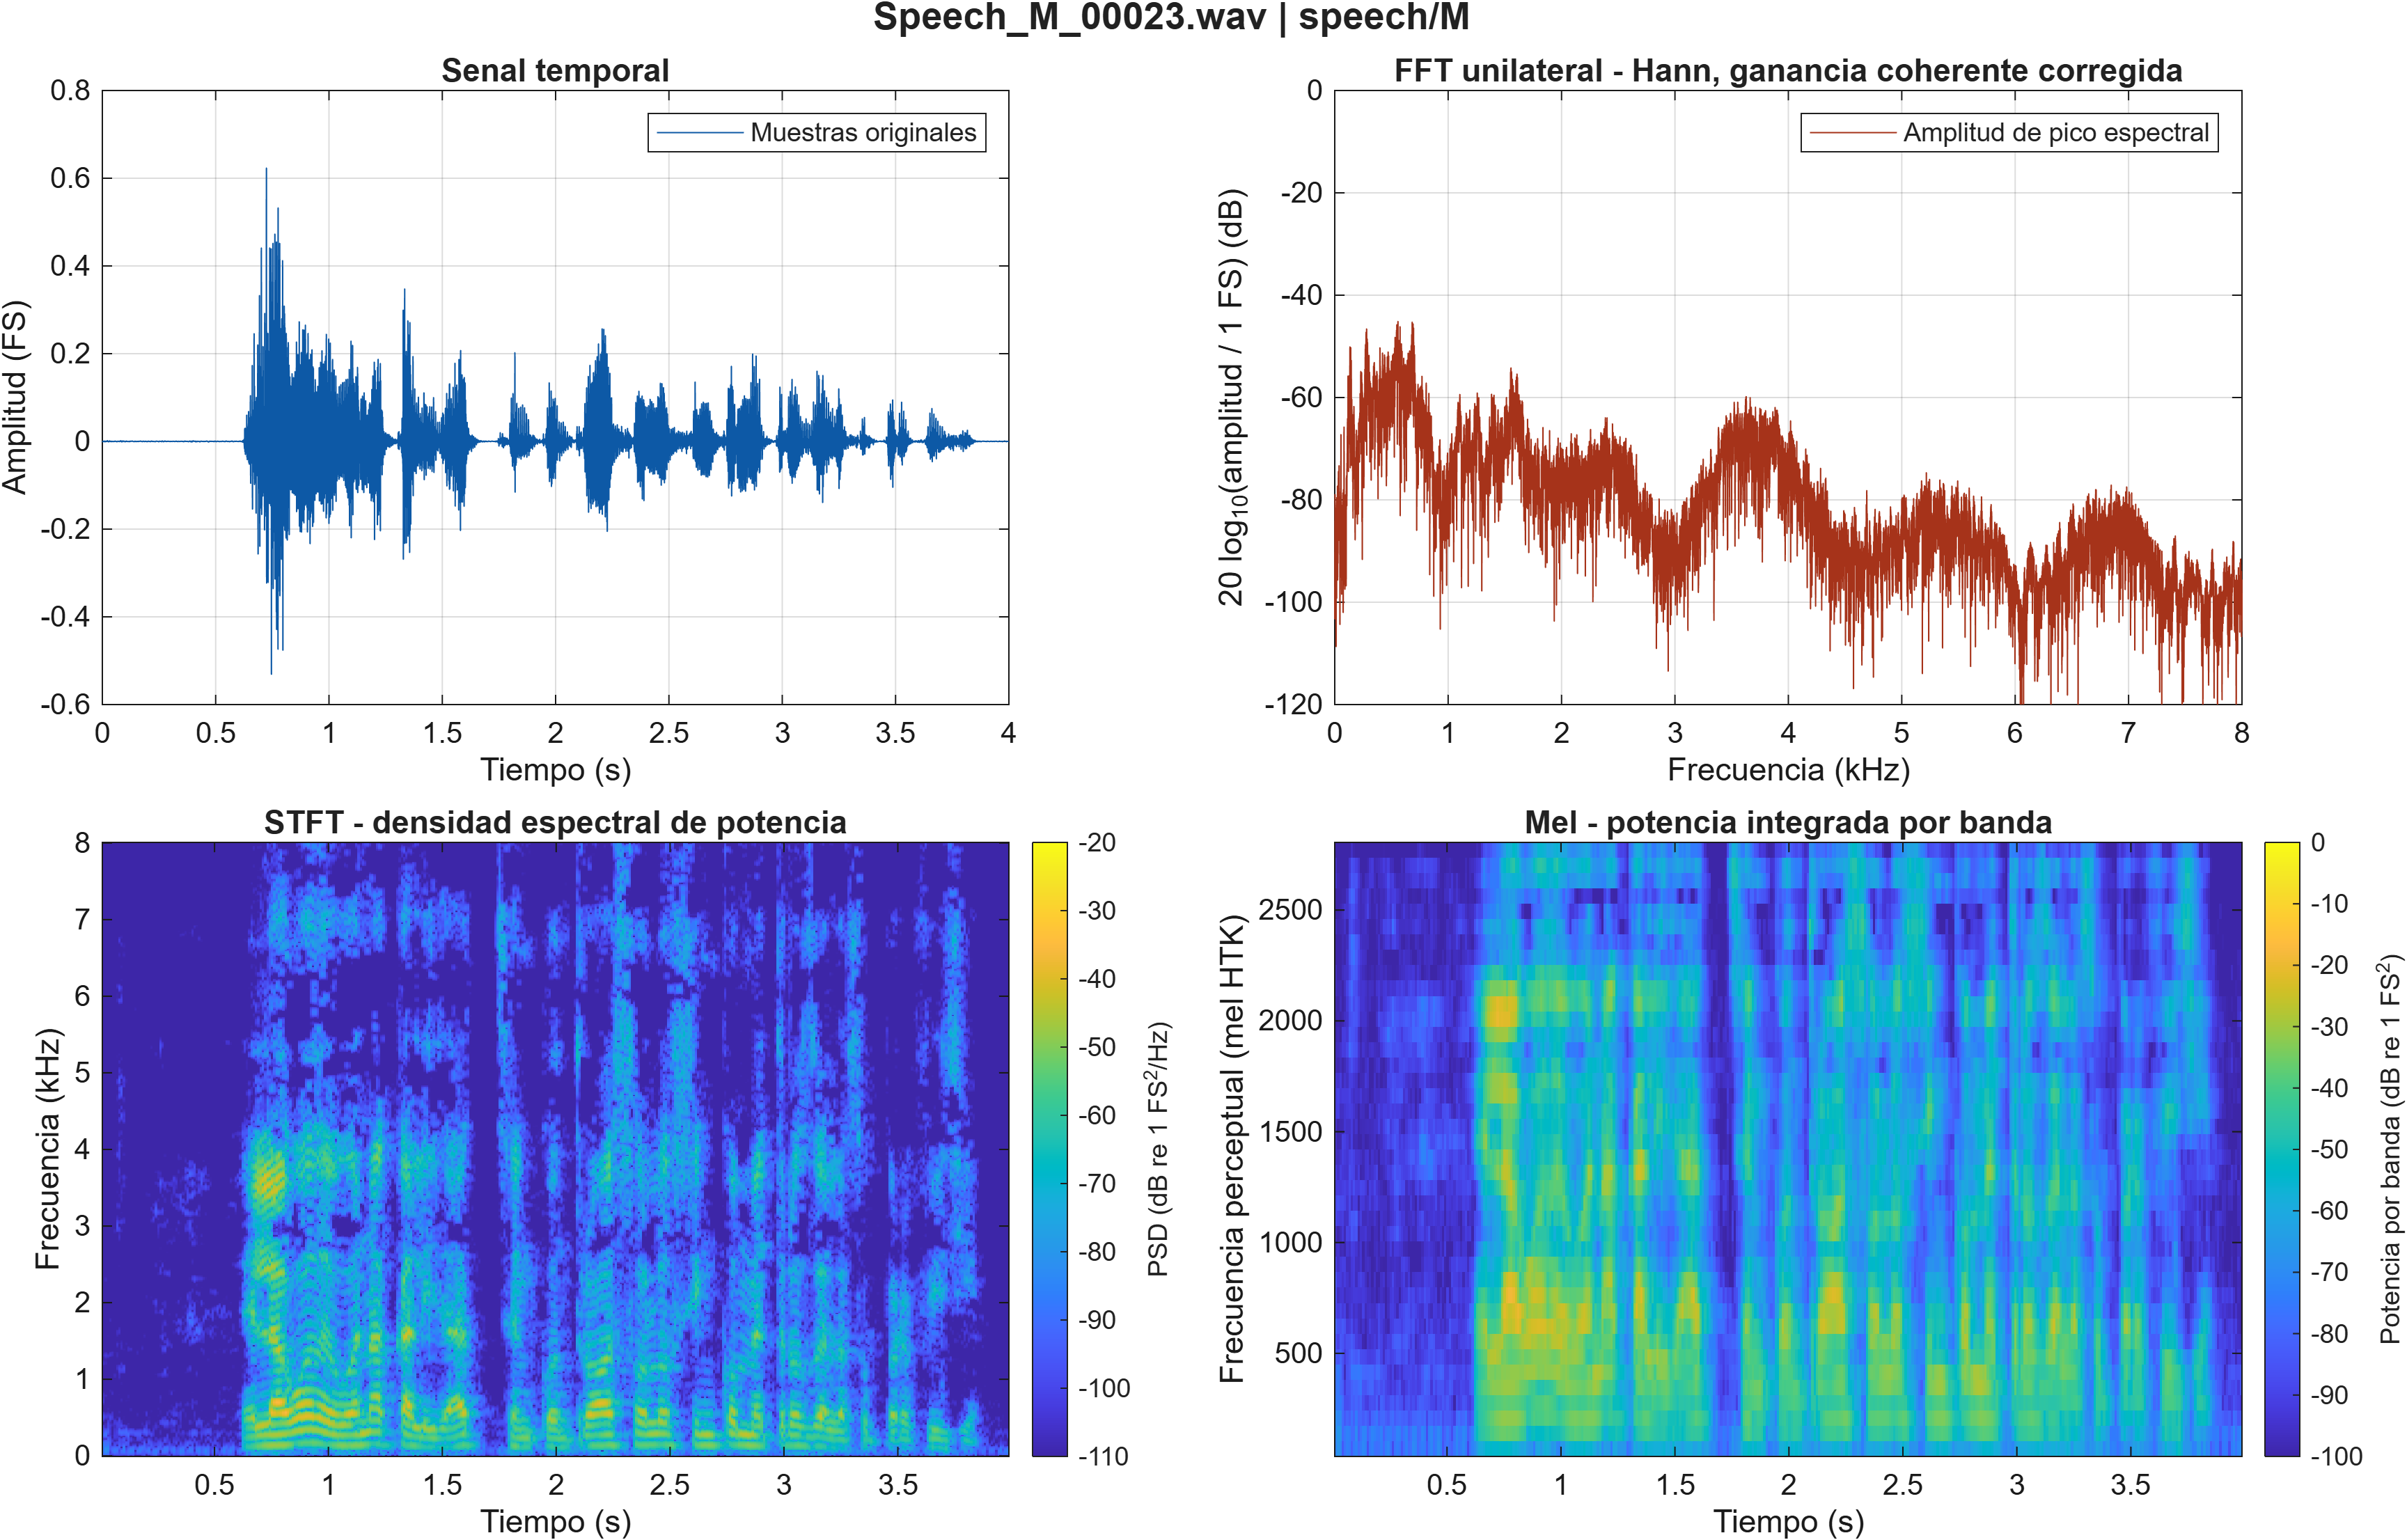 Speech_M_00023.wav | speech/M
Senal temporal
Amplitud (FS)
0.8
0.6
0.4
0.2
0
-0.2
-0.4
-0.6
Muestras originales
0 0.5 1 1.5 2 2.5 3 3.5 4
Tiempo (s)
FFT unilateral - Hann, ganancia coherente corregida
20 log10(amplitud / 1 FS) (dB)
0
-20
-40
-60
-80
-100
-120
Amplitud de pico espectral
0 1 2 3 4 5 6 7 8
Frecuencia (kHz)
STFT - densidad espectral de potencia
Frecuencia (kHz)
8
7
6
5
4
3
2
1
0
0.5 1 1.5 2 2.5 3 3.5
Tiempo (s)
-20
-30
-40
-50
-60
-70
-80
-90
-100
-110
PSD (dB re 1 FS2/Hz)
Mel - potencia integrada por banda
Frecuencia perceptual (mel HTK)
2500
2000
1500
1000
500
0.5 1 1.5 2 2.5 3 3.5
Tiempo (s)
0
-10
-20
-30
-40
-50
-60
-70
-80
-90
-100
Potencia por banda (dB re 1 FS2)